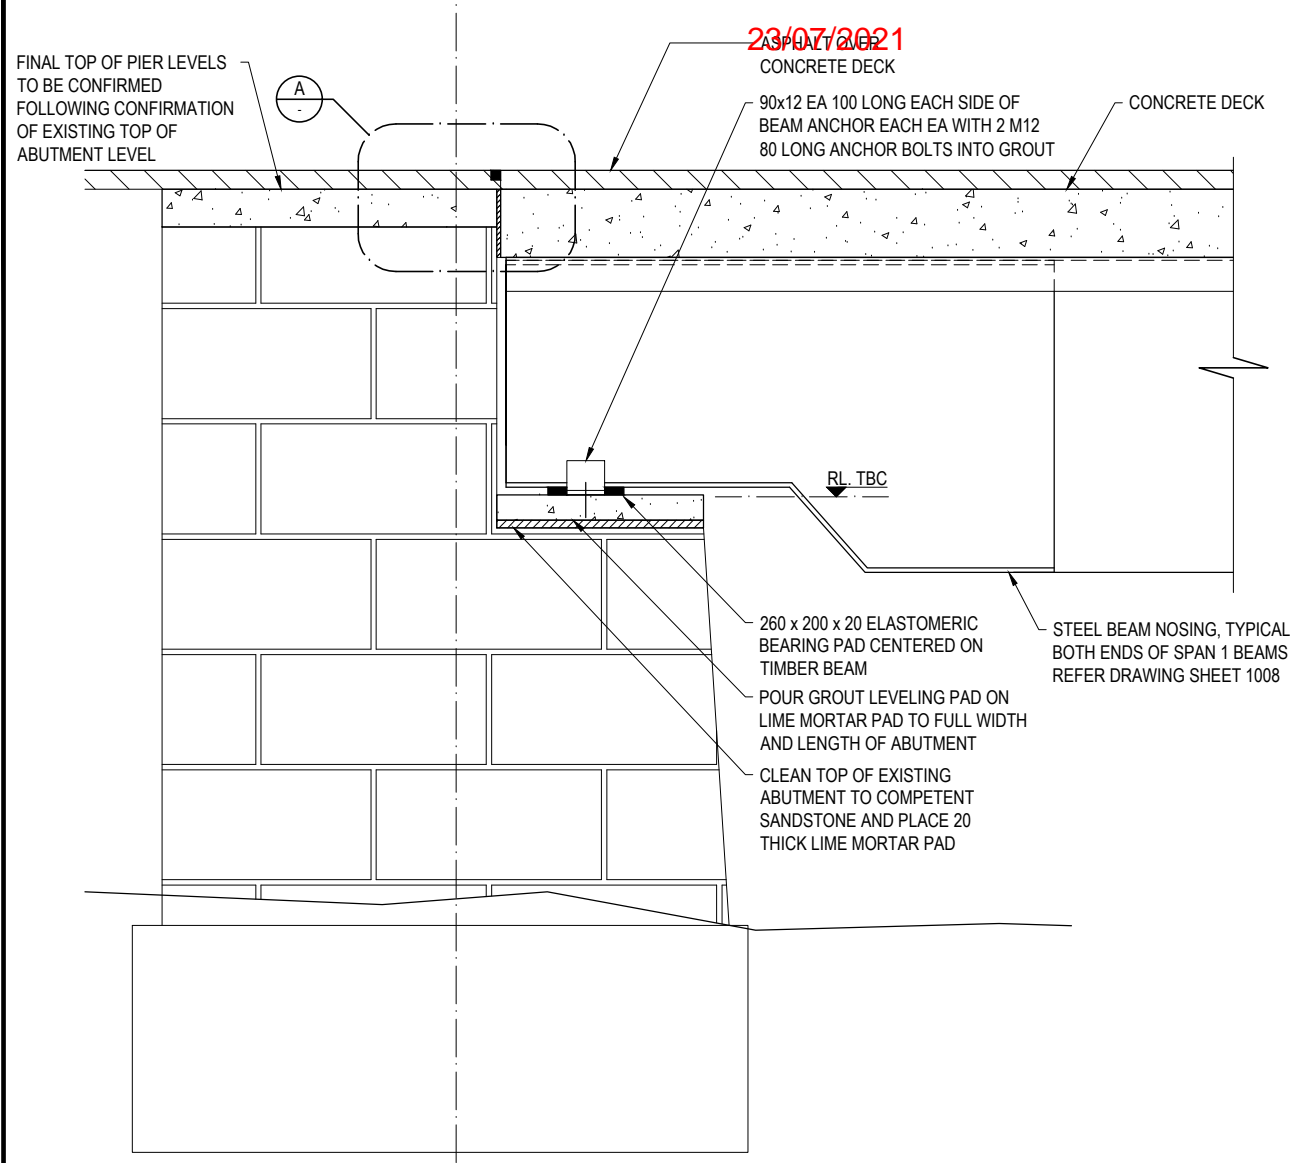 23/07/2021
ASPHALT OVER
CONCRETE DECK
FINAL TOP OF PIER LEVELS
TO BE CONFIRMED
FOLLOWING CONFIRMATION
OF EXISTING TOP OF
ABUTMENT LEVEL
A
-
90x12 EA 100 LONG EACH SIDE OF
BEAM ANCHOR EACH EA WITH 2 M12
80 LONG ANCHOR BOLTS INTO GROUT
CONCRETE DECK
RL. TBC
260 x 200 x 20 ELASTOMERIC
BEARING PAD CENTERED ON
TIMBER BEAM
STEEL BEAM NOSING, TYPICAL
BOTH ENDS OF SPAN 1 BEAMS
REFER DRAWING SHEET 1008
POUR GROUT LEVELING PAD ON
LIME MORTAR PAD TO FULL WIDTH
AND LENGTH OF ABUTMENT
CLEAN TOP OF EXISTING
ABUTMENT TO COMPETENT
SANDSTONE AND PLACE 20
THICK LIME MORTAR PAD